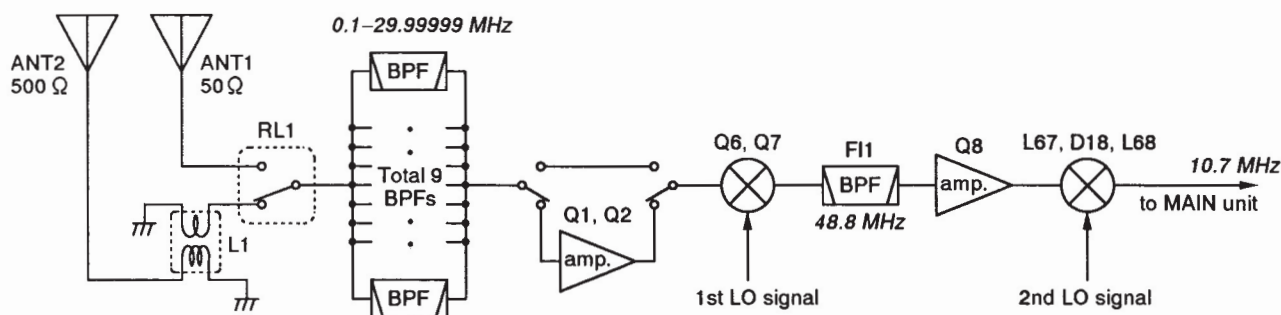 0.1–29.99999 MHz
ANT2
500 Ω
ANT1
50 Ω
BPF
RL1
Total 9
BPFs
L1
BPF
Q1, Q2
amp.
Q6, Q7
1st LO signal
FI1
BPF
48.8 MHz
Q8
amp.
L67, D18, L68
2nd LO signal
10.7 MHz
to MAIN unit